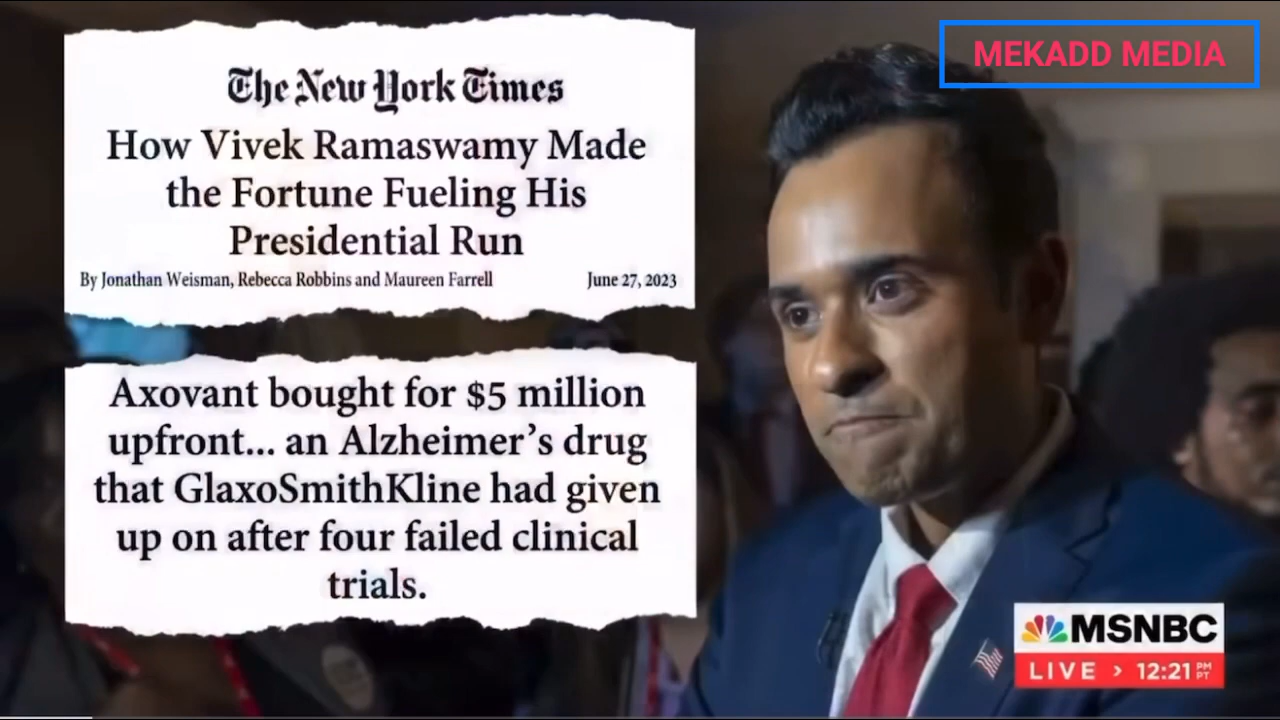 The New York Times
How Vivek Ramaswamy Made
the Fortune Fueling His
Presidential Run
By Jonathan Weisman, Rebecca Robbins and Maureen Farrell June 27, 2023
Axovant bought for $5 million
upfront... an Alzheimer's drug
that GlaxoSmithKline had given
up on after four failed clinical
trials.
MEKADD MEDIA
MSNBC
LIVE > 12:21 PM PT